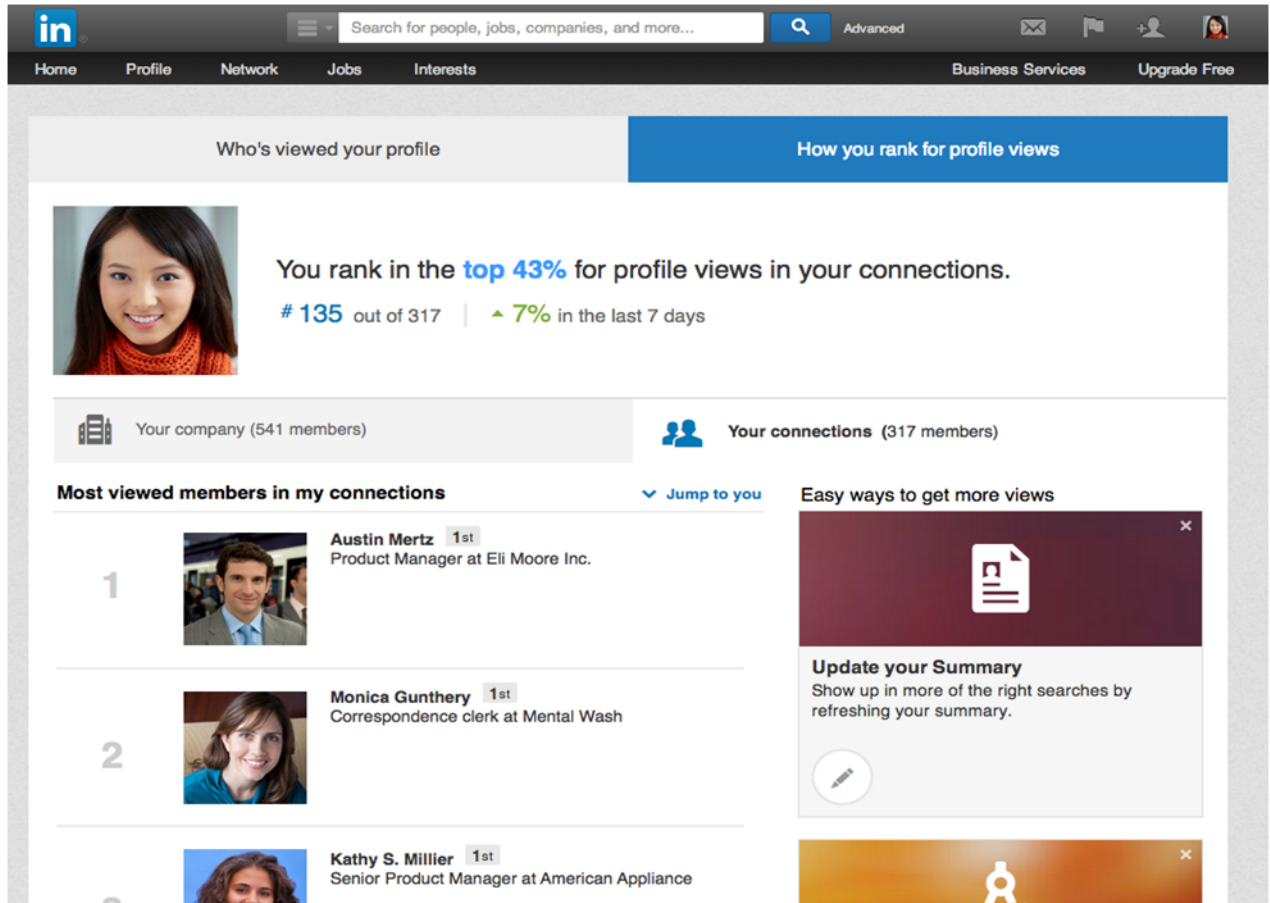 in
Search for people, jobs, companies, and more...
Advanced
Home Profile Network Jobs Interests Business Services Upgrade Free
Who's viewed your profile
How you rank for profile views
You rank in the top 43% for profile views in your connections.
# 135 out of 317 7% in the last 7 days
Your company (541 members)
Your connections (317 members)
Most viewed members in my connections
Jump to you
1
Austin Mertz 1st
Product Manager at Eli Moore Inc.
2
Monica Gunthery 1st
Correspondence clerk at Mental Wash
Kathy S. Millier 1st
Senior Product Manager at American Appliance
Easy ways to get more views
Update your Summary
Show up in more of the right searches by
refreshing your summary.